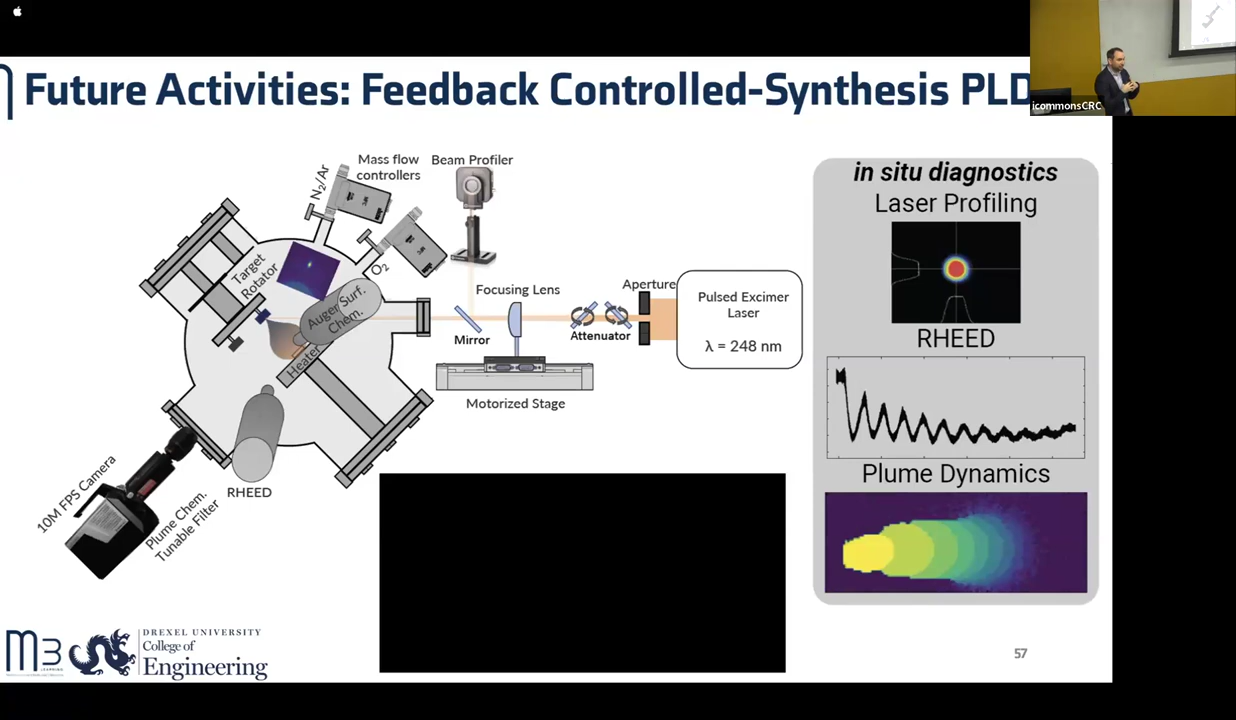 Future Activities: Feedback Controlled-Synthesis PLD
icommonsCRC
Mass flow
controllers
Beam Profiler
N₂/Ar
O₂
Target
Rotator
Auger Surf.
Chem.
Heater
Mirror
Focusing Lens
Attenuator
Aperture
Pulsed Excimer
Laser
λ = 248 nm
Motorized Stage
RHEED
10M FPS Camera
Plume Chem.
Tunable Filter
in situ diagnostics
Laser Profiling
RHEED
Plume Dynamics
M3
LEARNING
DREXEL UNIVERSITY
College of
Engineering
57